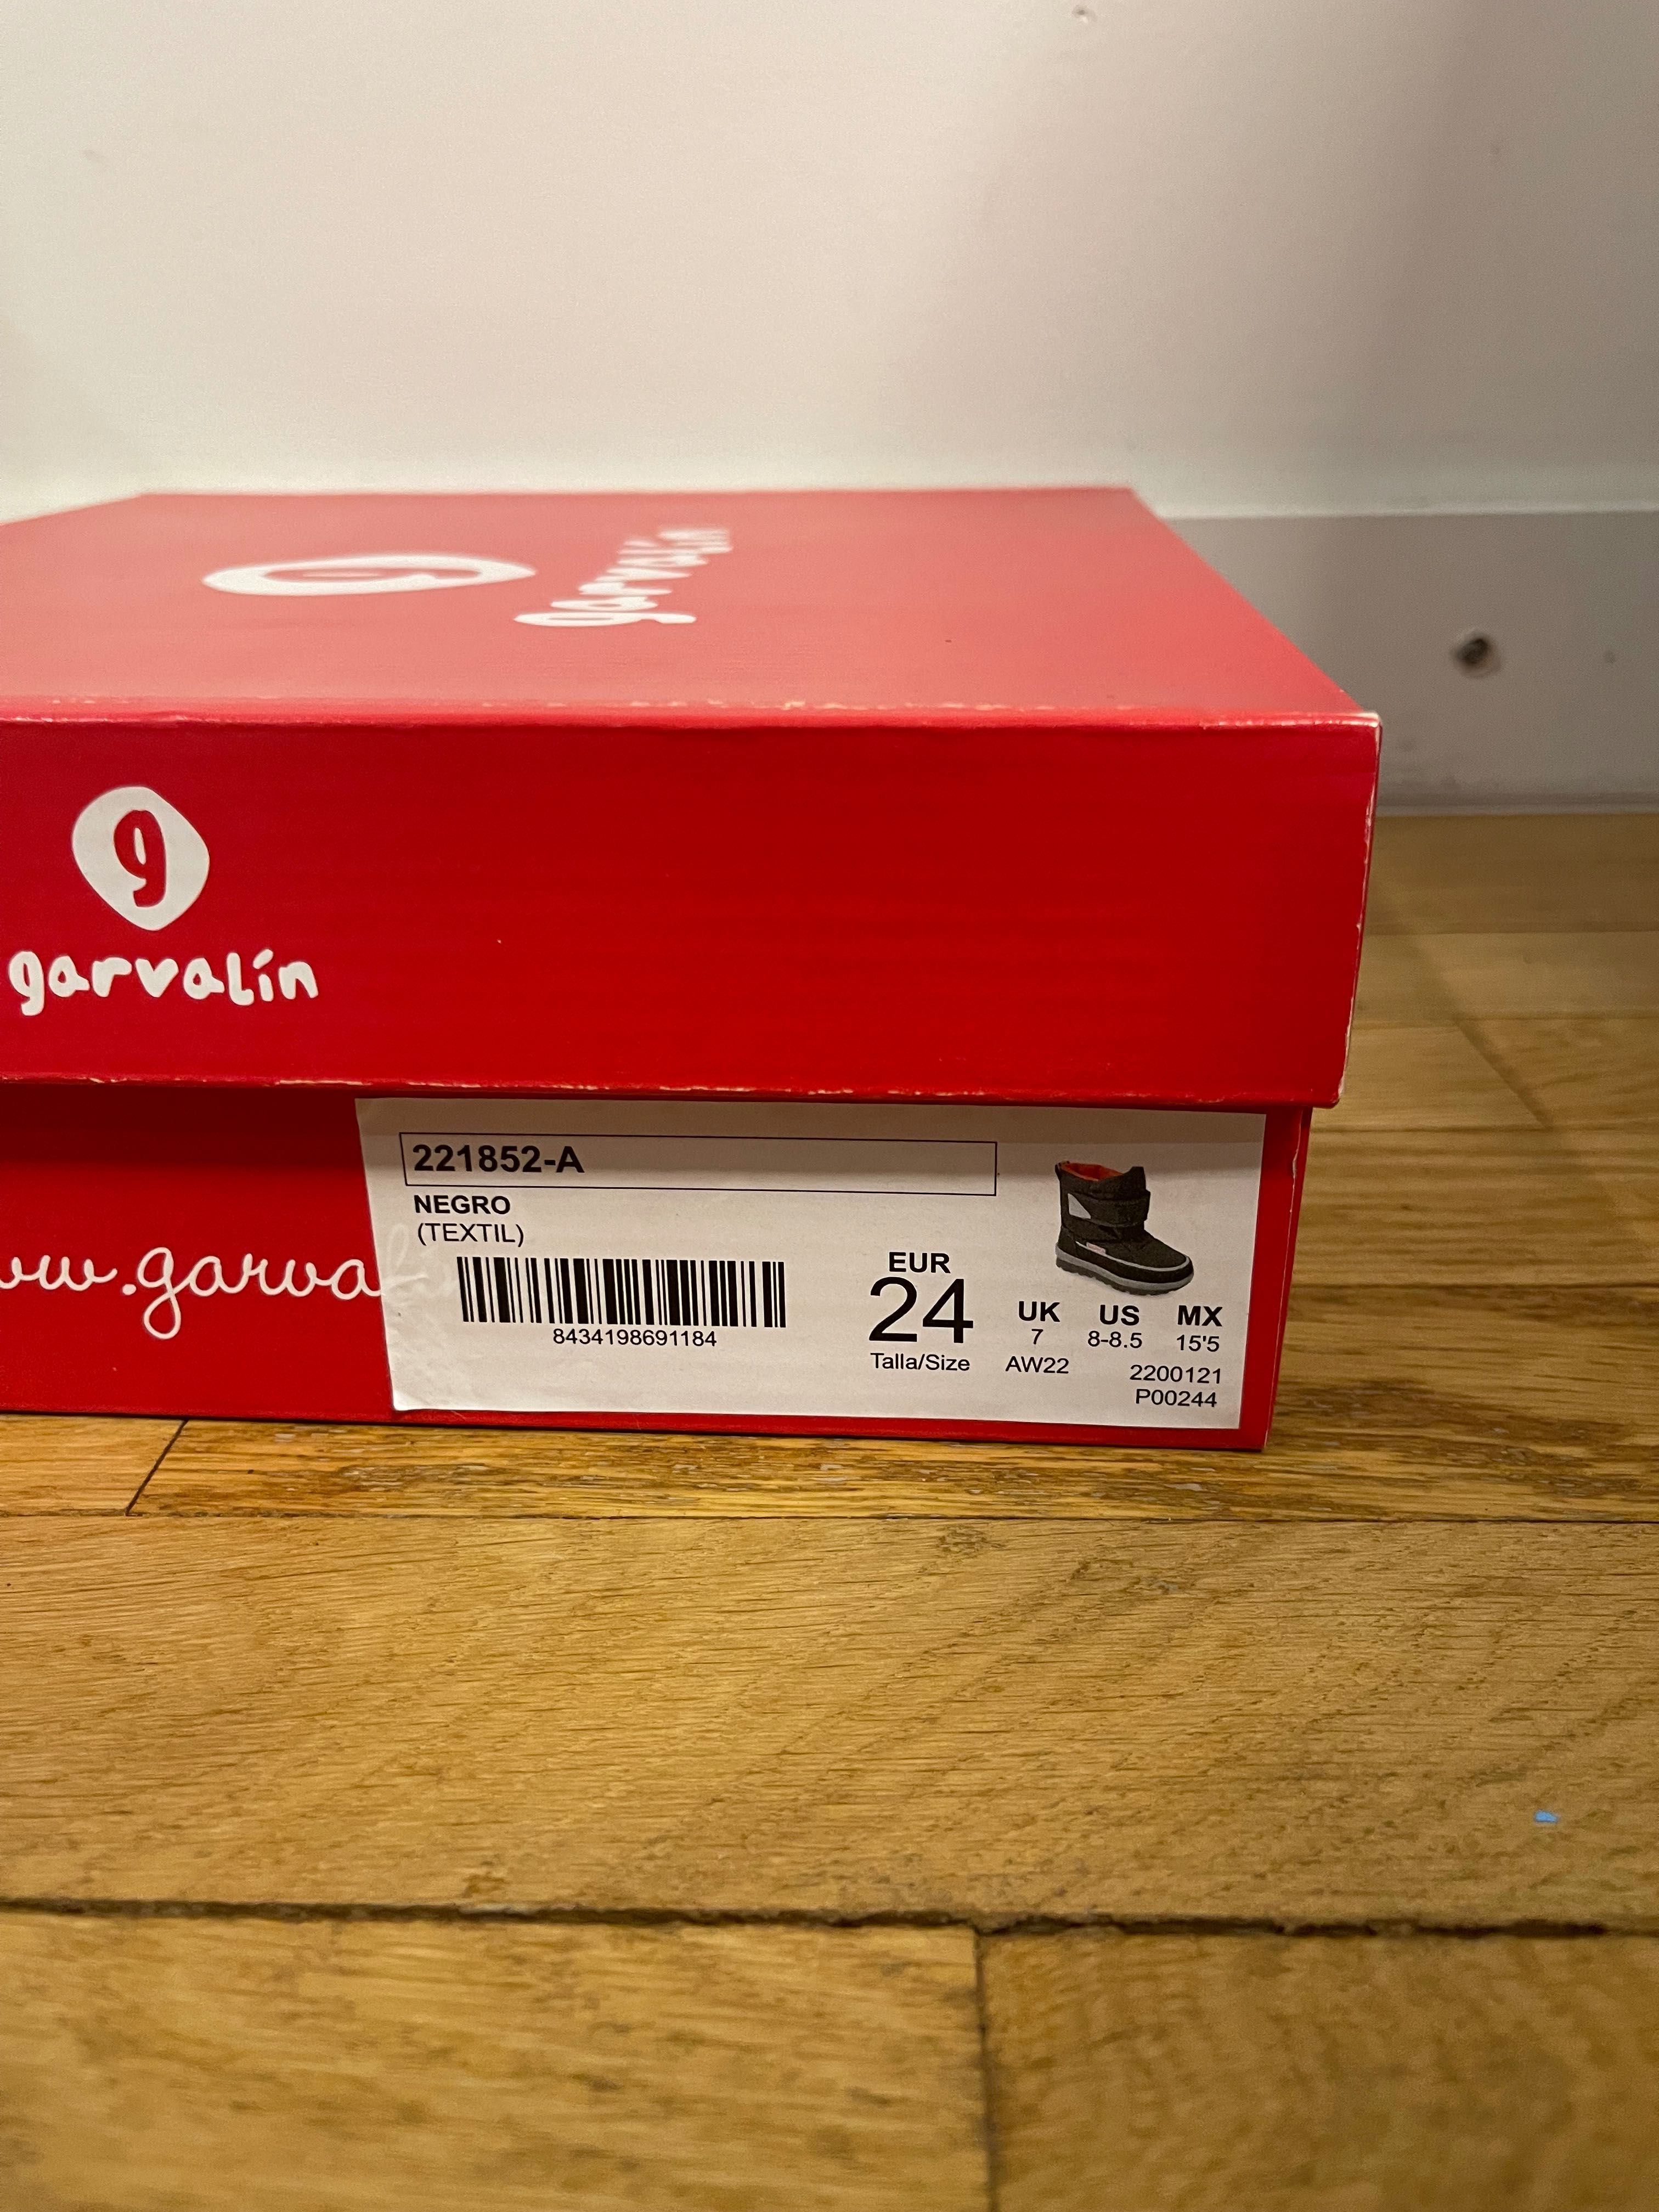 garvalín
g
g
garvalín
221852-A
NEGRO
(TEXTIL)
8434198691184
EUR
24
Talla/Size
UK US MX
7 8-8.5 15'5
AW22 2200121
P00244